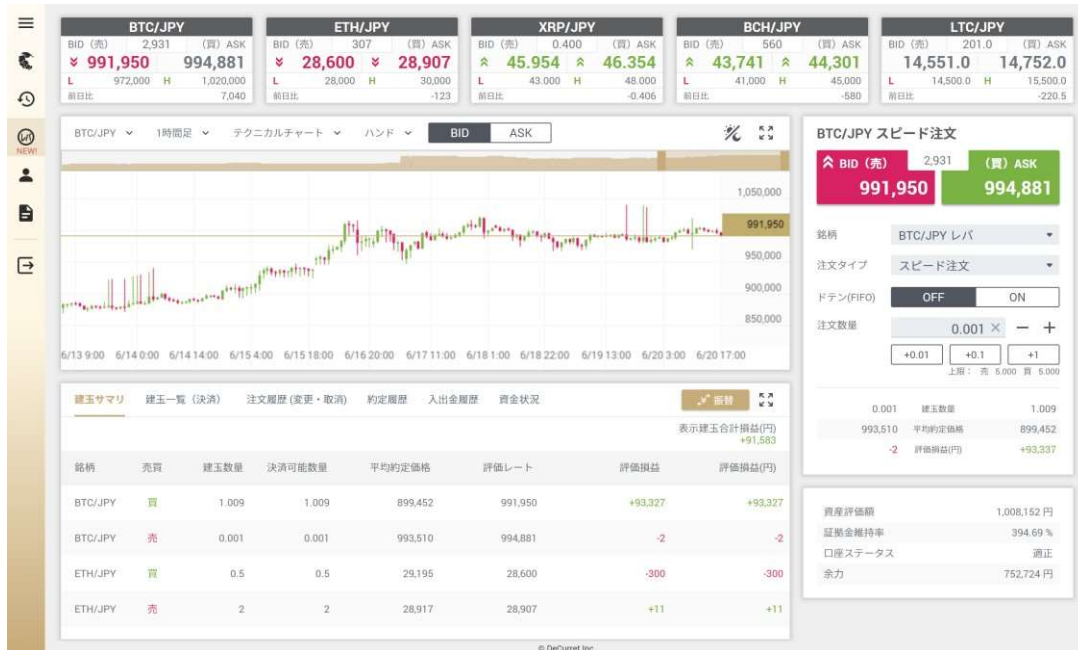 BTC/JPY
BID (売) 2,931 (買) ASK
991,950 994,881
L 972,000 H 1,020,000
前日比 7,040
ETH/JPY
BID (売) 307 (買) ASK
28,600 28,907
L 28,000 H 30,000
前日比 -123
XRP/JPY
BID (売) 0.400 (買) ASK
45.954 46.354
L 43.000 H 48.000
前日比 -0.406
BCH/JPY
BID (売) 560 (買) ASK
43,741 44,301
L 41,000 H 45,000
前日比 -580
LTC/JPY
BID (売) 201.0 (買) ASK
14,551.0 14,752.0
L 14,500.0 H 15,500.0
前日比 -220.5
NEW!
BTC/JPY 1時間足 テクニカルチャート ハンド BID ASK
1,050,000
991,950
950,000
900,000
850,000
6/13 9:00 6/14 0:00 6/14 14:00 6/15 4:00 6/15 18:00 6/16 20:00 6/17 11:00 6/18 1:00 6/18 22:00 6/19 13:00 6/20 3:00 6/20 17:00
建玉サマリ 建玉一覧 (決済) 注文履歴 (変更・取消) 約定履歴 入出金履歴 資金状況 振替
表示建玉合計損益(円)
+91,583
銘柄 売買 建玉数量 決済可能数量 平均約定価格 評価レート 評価損益 評価損益(円)
BTC/JPY 買 1.009 1.009 899,452 991,950 +93,327 +93,327
BTC/JPY 売 0.001 0.001 993,510 994,881 -2 -2
ETH/JPY 買 0.5 0.5 29,195 28,600 -300 -300
ETH/JPY 売 2 2 28,917 28,907 +11 +11
BTC/JPY スピード注文
BID (売) 2,931 (買) ASK
991,950 994,881
銘柄 BTC/JPY レバ
注文タイプ スピード注文
ドテン(FIFO) OFF ON
注文数量 0.001 × − +
+0.01 +0.1 +1
上限： 売 5.000 買 5.000
0.001 建玉数量 1.009
993,510 平均約定価格 899,452
-2 評価損益(円) +93,337
資産評価額 1,008,152 円
証拠金維持率 394.69 %
口座ステータス 適正
余力 752,724 円
© DeCurret Inc.